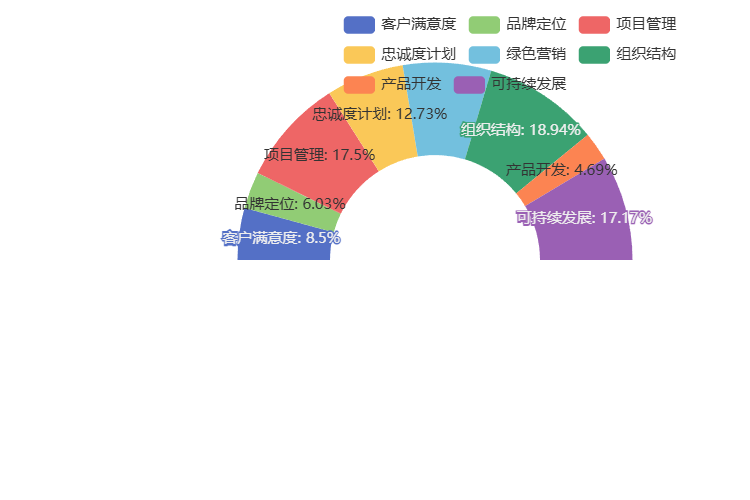 客户满意度 品牌定位 项目管理
忠诚度计划 绿色营销 组织结构
产品开发 可持续发展
忠诚度计划: 12.73%
组织结构: 18.94%
项目管理: 17.5%
产品开发: 4.69%
品牌定位: 6.03%
可持续发展: 17.17%
客户满意度: 8.5%